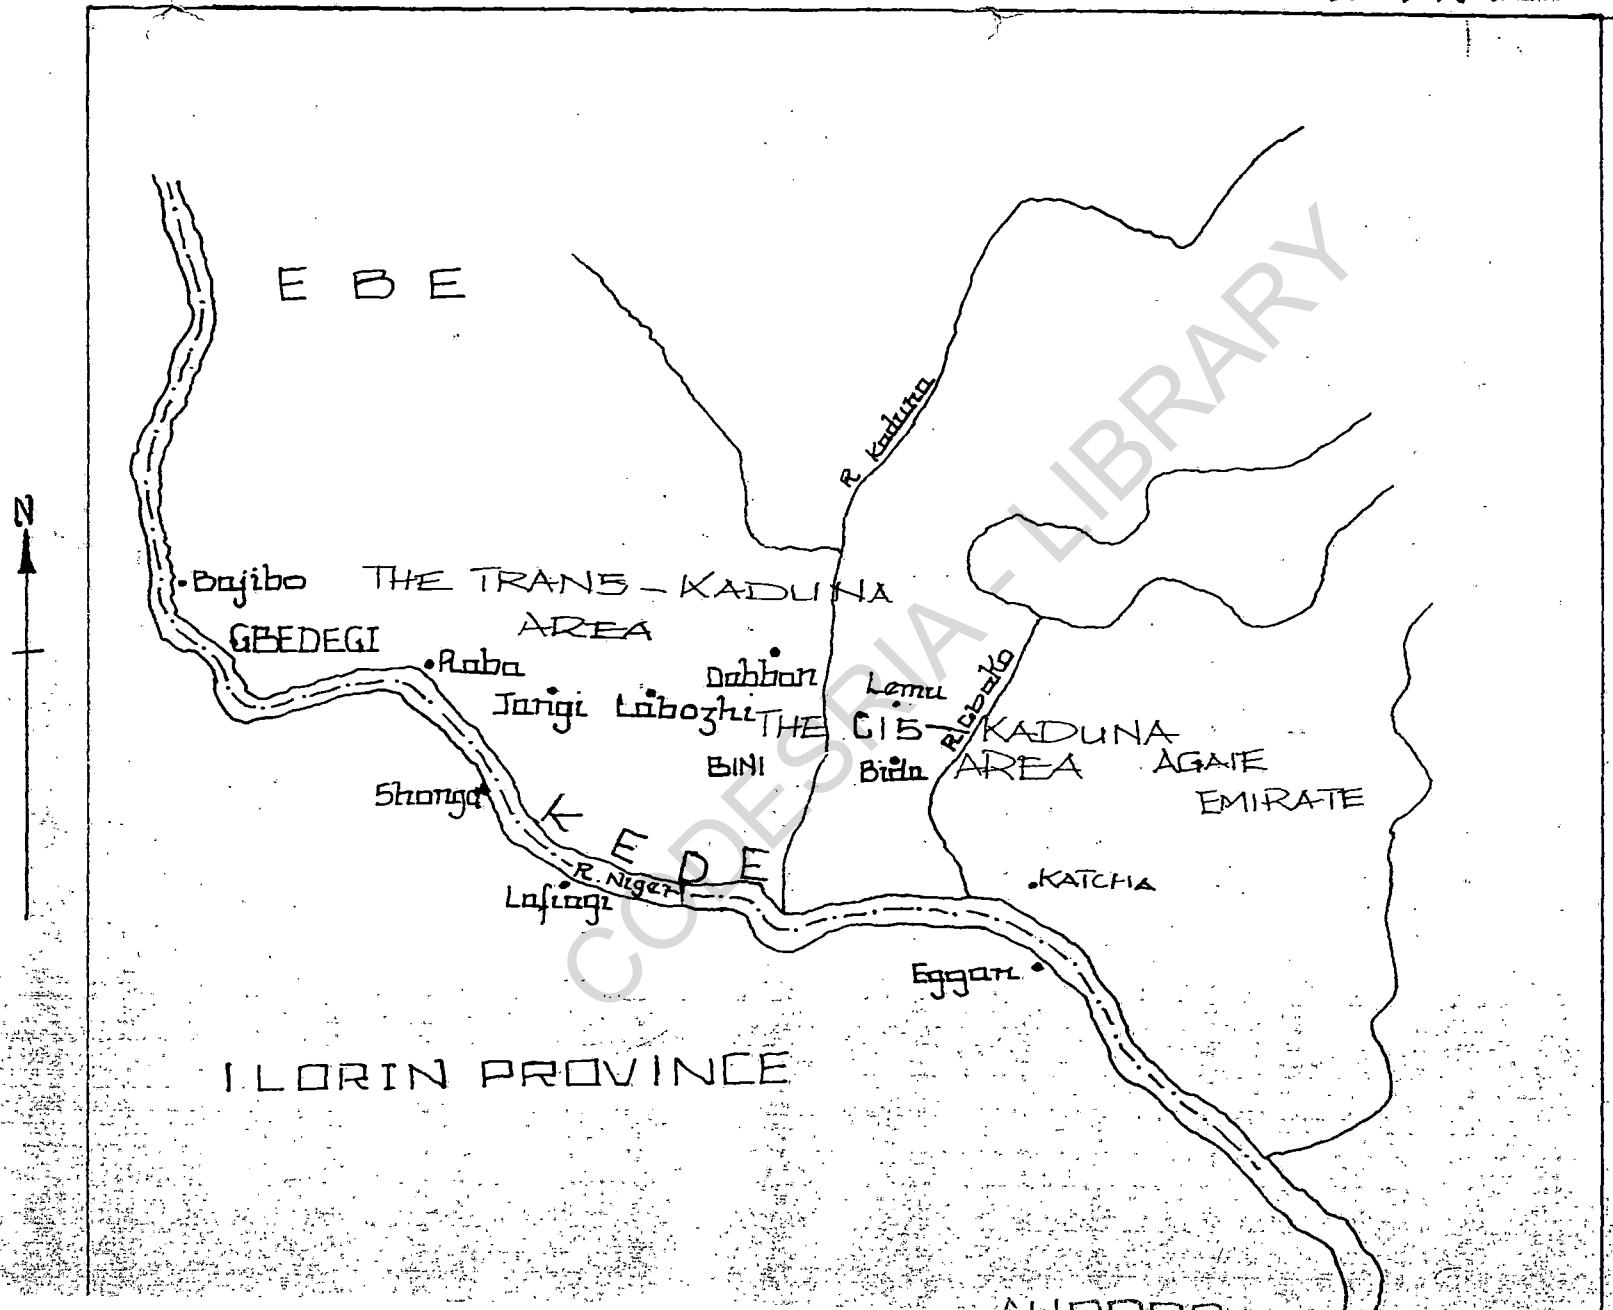 EBE
R Kaduna
N
Bajibo
THE TRANS-KADUNA
AREA
GBEDEGI
Raba
Dabban
Lemu
R Gbako
Jangi
Labozhi
THE CIS-KADUNA
AREA
BINI
Bida
AGAIE
EMIRATE
Shonga
KEDE
R. Niger
Lafiagi
KATCHA
Eggan
ILORIN PROVINCE
CODESRIA - LIBRARY